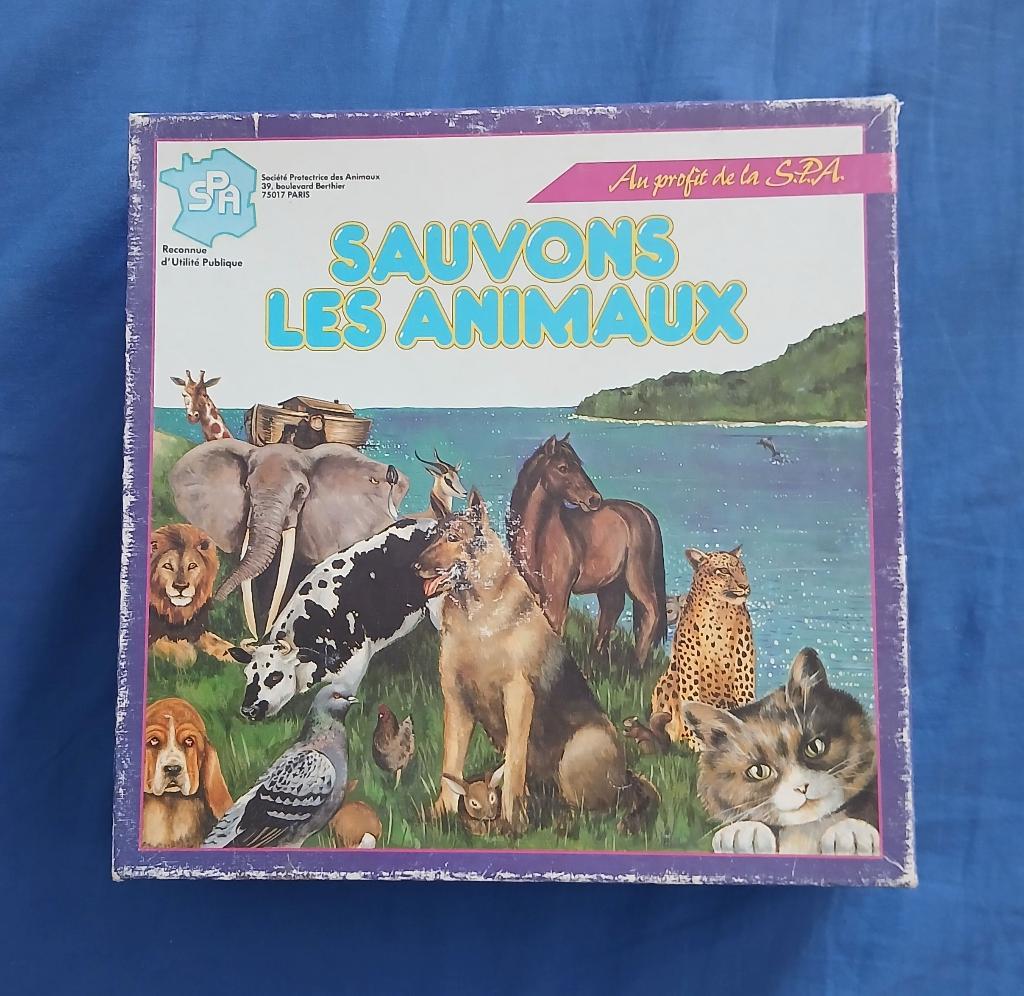 SPA
Société Protectrice des Animaux
39, boulevard Berthier
75017 PARIS
Reconnue
d'Utilité Publique
Au profit de la S.P.A.
SAUVONS
LES ANIMAUX